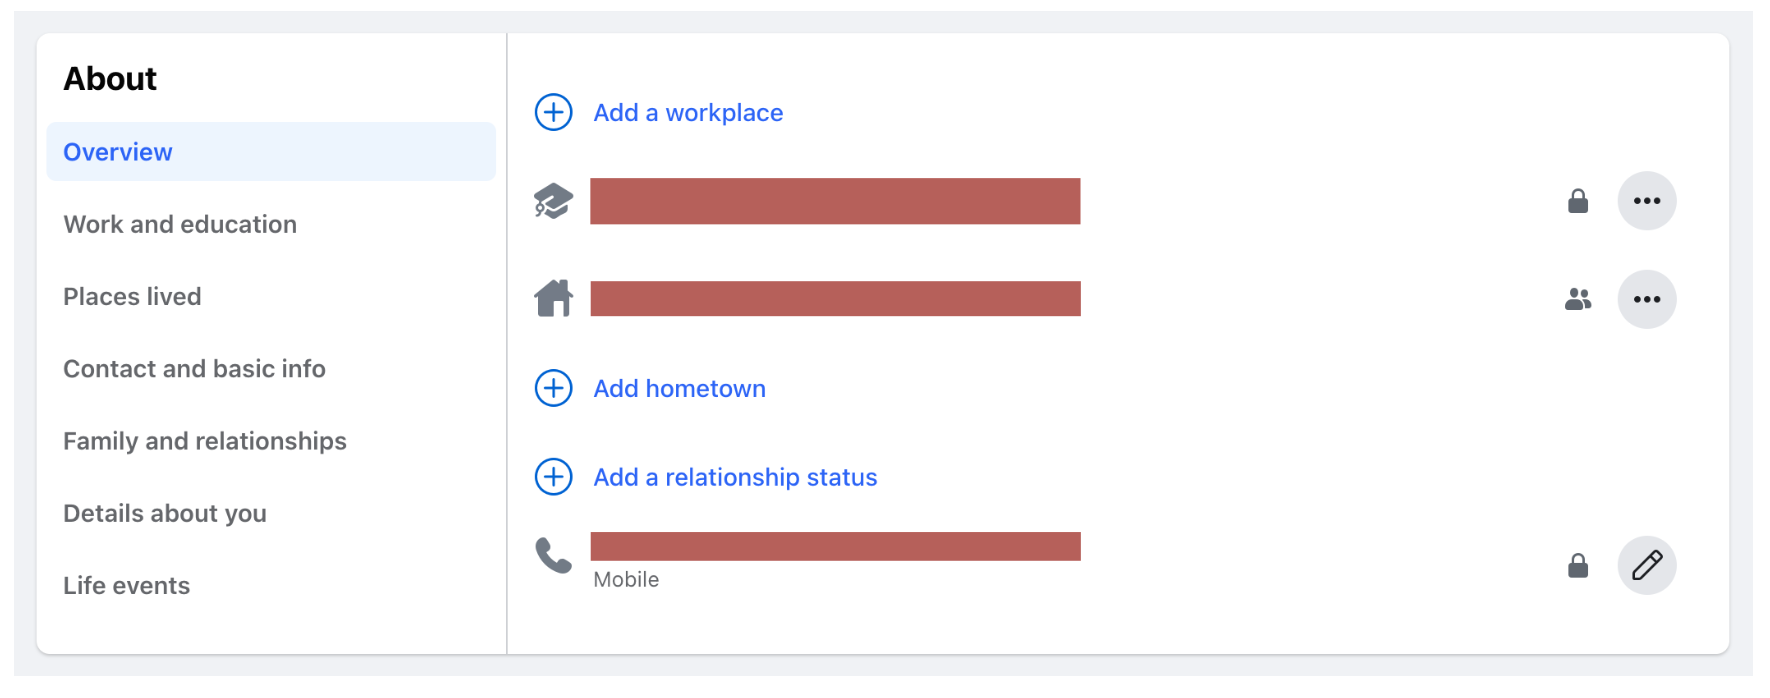 About
Overview
Work and education
Places lived
Contact and basic info
Family and relationships
Details about you
Life events
Add a workplace
Add hometown
Add a relationship status
Mobile